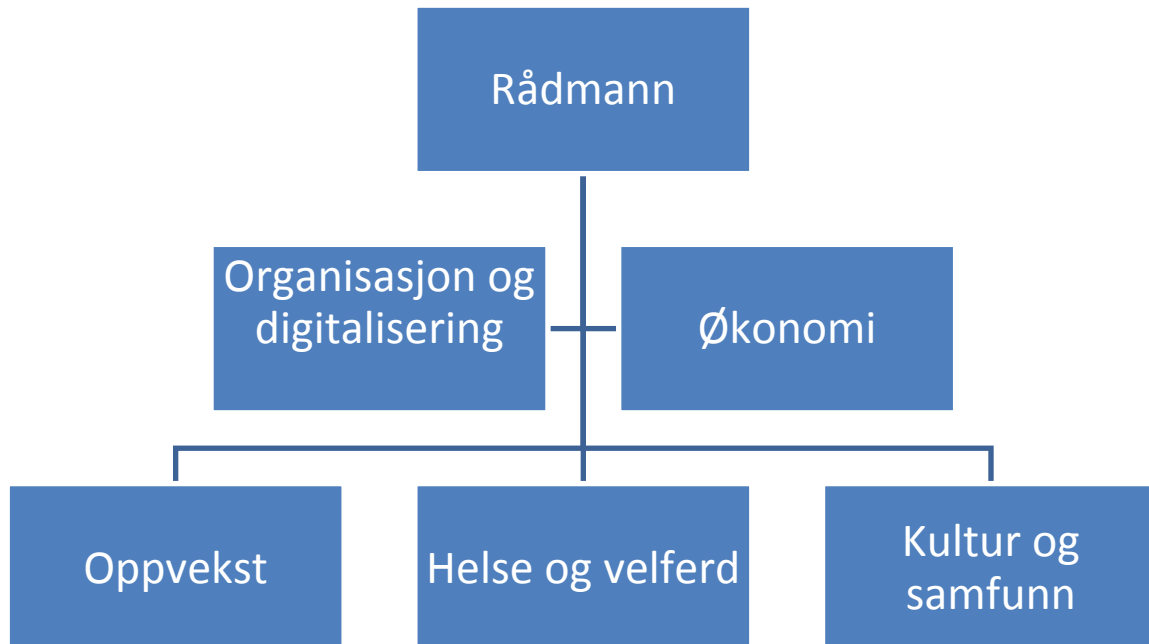 Rådmann
Organisasjon og
digitalisering
Økonomi
Oppvekst
Helse og velferd
Kultur og
samfunn